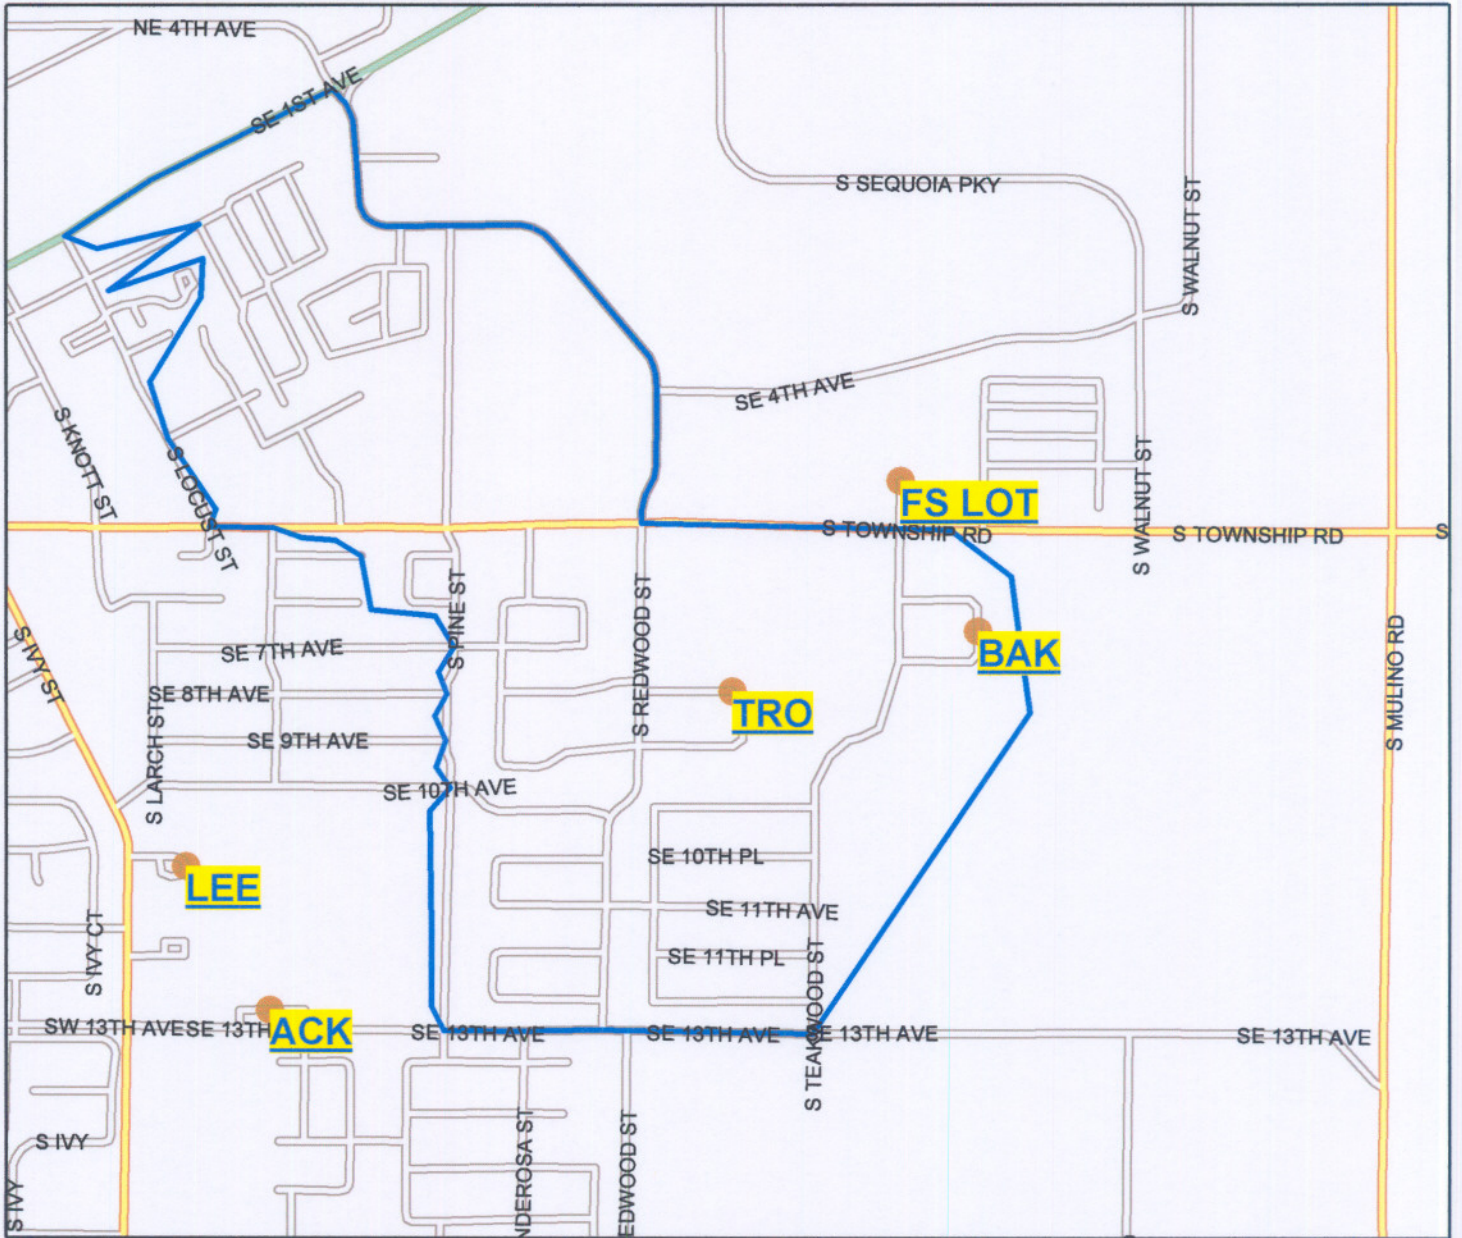 NE 4TH AVE
SE 1ST AVE
S SEQUOIA PKY
S WALNUT ST
SE 4TH AVE
S KNOTT ST
S LOCUST ST
S WALNUT ST
FS LOT
S TOWNSHIP RD
S TOWNSHIP RD
S
S PINE ST
S REDWOOD ST
S IVY ST
SE 7TH AVE
BAK
S MULINO RD
SE 8TH AVE
TRO
S LARCH ST
SE 9TH AVE
SE 10TH AVE
SE 10TH PL
LEE
SE 11TH AVE
S IVY CT
SE 11TH PL
S TEAKWOOD ST
SW 13TH AVE
SE 13TH
ACK
SE 13TH AVE
SE 13TH AVE
SE 13TH AVE
SE 13TH AVE
S IVY
NDEROSA ST
EDWOOD ST
S IVY